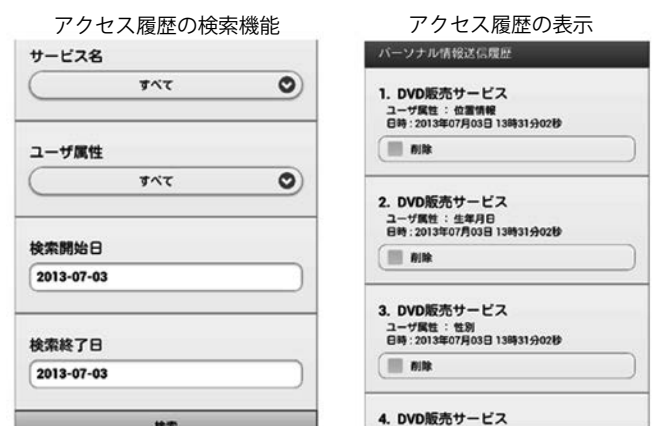 アクセス履歴の検索機能
サービス名
すべて
ユーザ属性
すべて
検索開始日
2013-07-03
検索終了日
2013-07-03
検索
アクセス履歴の表示
パーソナル情報送信履歴
1. DVD販売サービス
ユーザ属性 : 位置情報
日時 : 2013年07月03日 13時31分02秒
削除
2. DVD販売サービス
ユーザ属性 : 生年月日
日時 : 2013年07月03日 13時31分02秒
削除
3. DVD販売サービス
ユーザ属性 : 性別
日時 : 2013年07月03日 13時31分02秒
削除
4. DVD販売サービス